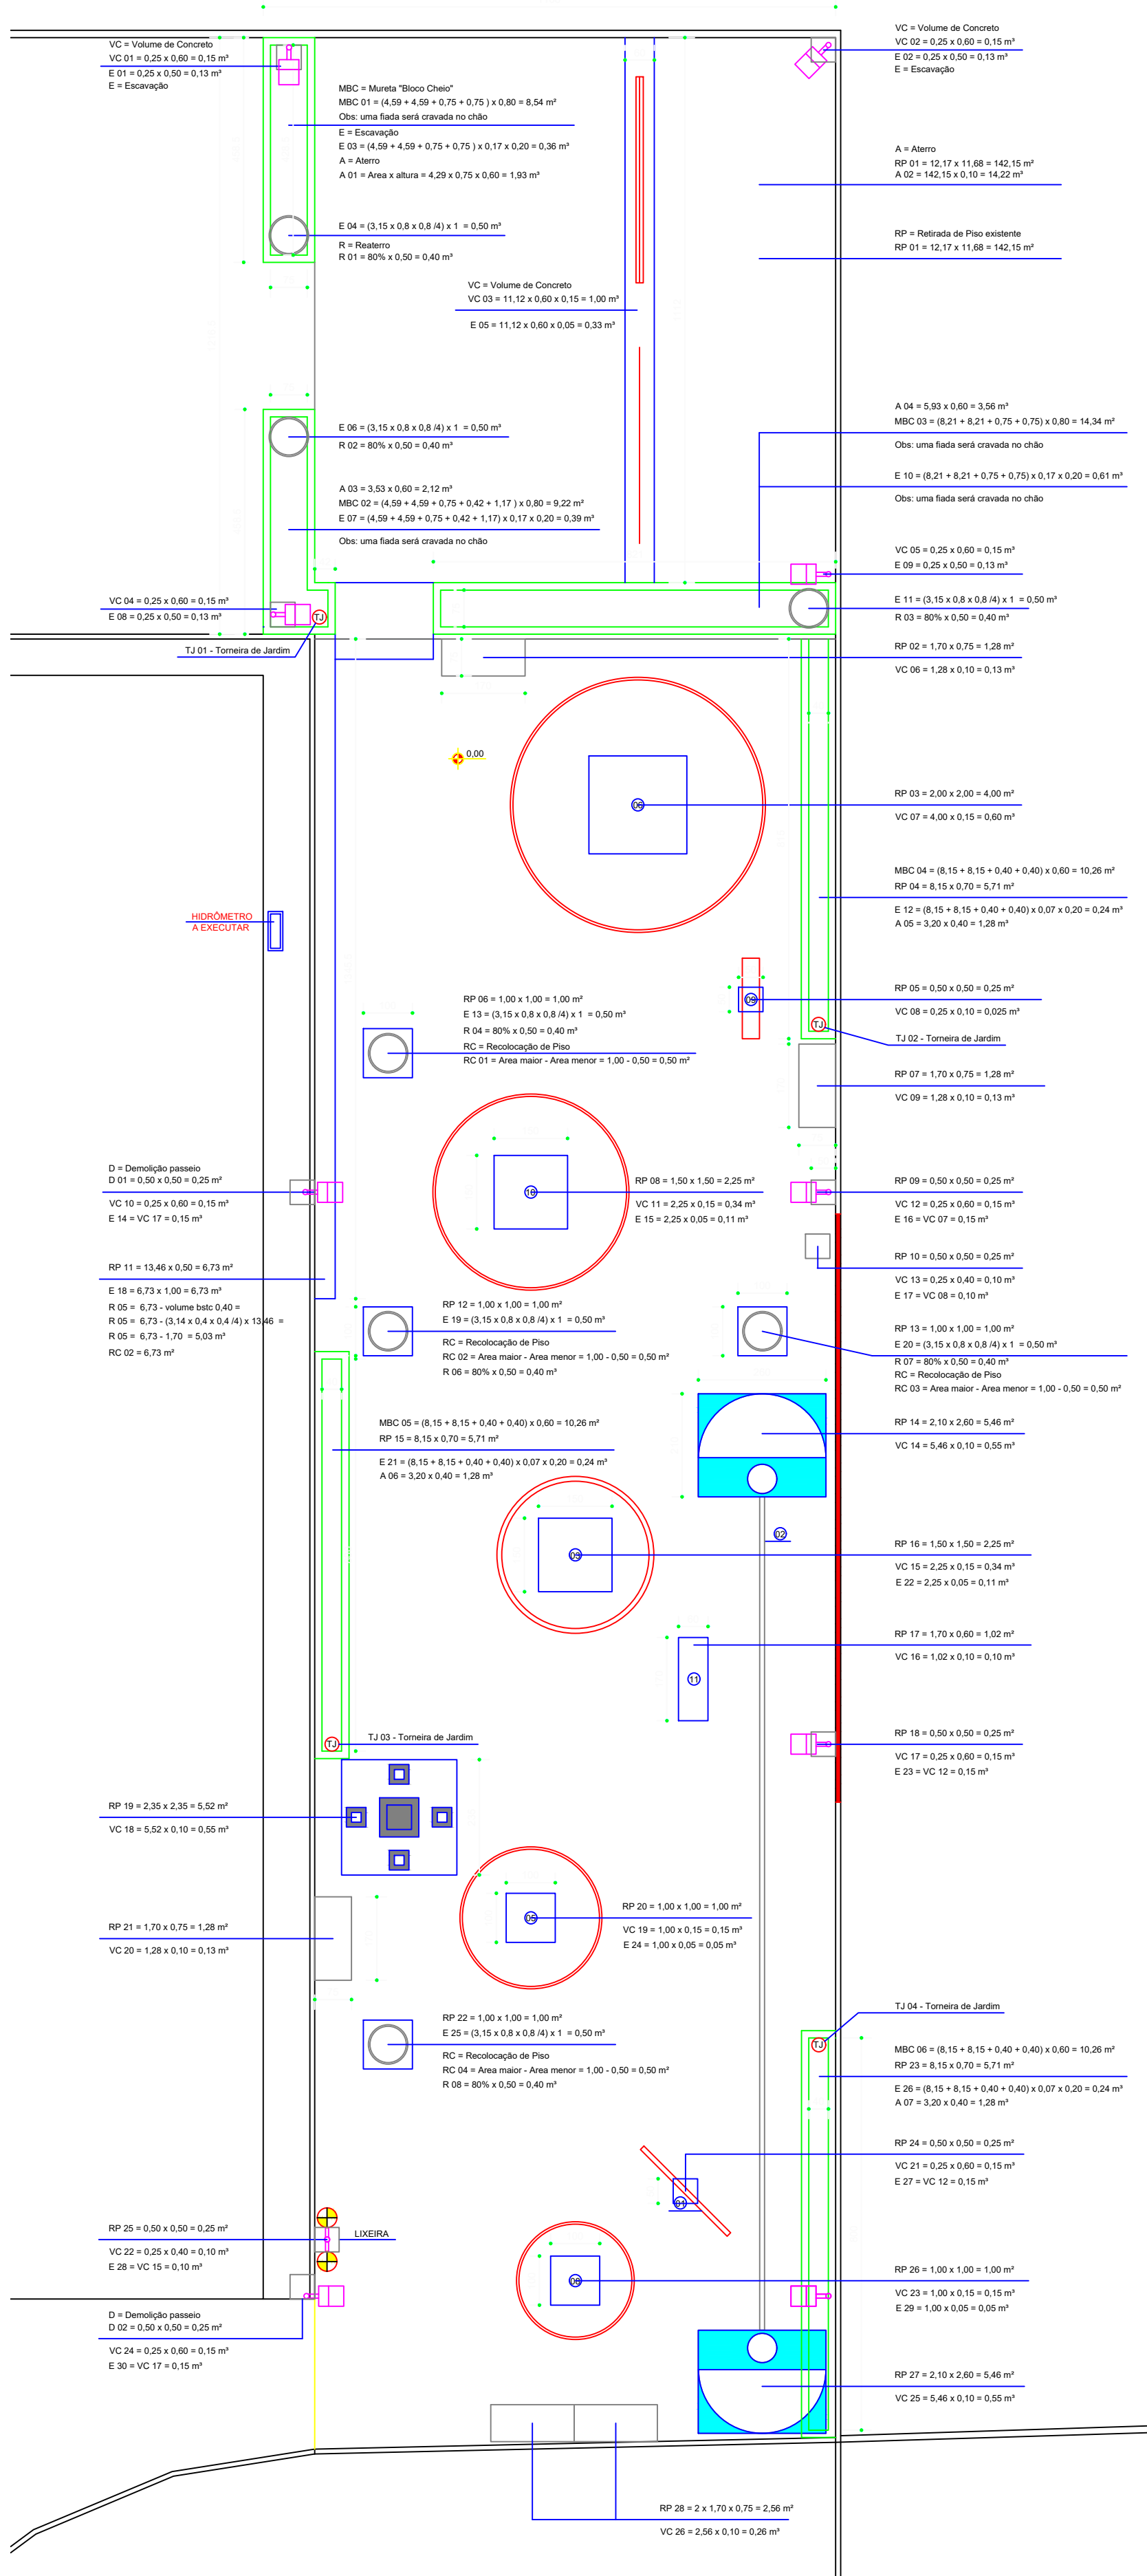 VC = Volume de Concreto
VC 01 = 0,25 x 0,60 = 0,15 m³
E 01 = 0,25 x 0,50 = 0,13 m³
E = Escavação
VC = Volume de Concreto
VC 02 = 0,25 x 0,60 = 0,15 m³
E 02 = 0,25 x 0,50 = 0,13 m³
E = Escavação
MBC = Mureta "Bloco Cheio"
MBC 01 = (4,59 + 4,59 + 0,75 + 0,75 ) x 0,80 = 8,54 m²
Obs: uma fiada será cravada no chão
E = Escavação
E 03 = (4,59 + 4,59 + 0,75 + 0,75 ) x 0,17 x 0,20 = 0,36 m³
A = Aterro
A 01 = Area x altura = 4,29 x 0,75 x 0,60 = 1,93 m³
A = Aterro
RP 01 = 12,17 x 11,68 = 142,15 m²
A 02 = 142,15 x 0,10 = 14,22 m³
E 04 = (3,15 x 0,8 x 0,8 /4) x 1 = 0,50 m³
R = Reaterro
R 01 = 80% x 0,50 = 0,40 m³
RP = Retirada de Piso existente
RP 01 = 12,17 x 11,68 = 142,15 m²
VC = Volume de Concreto
VC 03 = 11,12 x 0,60 x 0,15 = 1,00 m³
E 05 = 11,12 x 0,60 x 0,05 = 0,33 m³
E 06 = (3,15 x 0,8 x 0,8 /4) x 1 = 0,50 m³
R 02 = 80% x 0,50 = 0,40 m³
A 04 = 5,93 x 0,60 = 3,56 m³
MBC 03 = (8,21 + 8,21 + 0,75 + 0,75) x 0,80 = 14,34 m²
Obs: uma fiada será cravada no chão
E 10 = (8,21 + 8,21 + 0,75 + 0,75) x 0,17 x 0,20 = 0,61 m³
Obs: uma fiada será cravada no chão
A 03 = 3,53 x 0,60 = 2,12 m³
MBC 02 = (4,59 + 4,59 + 0,75 + 0,42 + 1,17 ) x 0,80 = 9,22 m²
E 07 = (4,59 + 4,59 + 0,75 + 0,42 + 1,17) x 0,17 x 0,20 = 0,39 m³
Obs: uma fiada será cravada no chão
VC 05 = 0,25 x 0,60 = 0,15 m³
E 09 = 0,25 x 0,50 = 0,13 m³
VC 04 = 0,25 x 0,60 = 0,15 m³
E 08 = 0,25 x 0,50 = 0,13 m³
TJ
E 11 = (3,15 x 0,8 x 0,8 /4) x 1 = 0,50 m³
R 03 = 80% x 0,50 = 0,40 m³
TJ 01 - Torneira de Jardim
RP 02 = 1,70 x 0,75 = 1,28 m²
VC 06 = 1,28 x 0,10 = 0,13 m³
0,00
06
RP 03 = 2,00 x 2,00 = 4,00 m²
VC 07 = 4,00 x 0,15 = 0,60 m³
MBC 04 = (8,15 + 8,15 + 0,40 + 0,40) x 0,60 = 10,26 m²
RP 04 = 8,15 x 0,70 = 5,71 m²
E 12 = (8,15 + 8,15 + 0,40 + 0,40) x 0,07 x 0,20 = 0,24 m³
A 05 = 3,20 x 0,40 = 1,28 m³
HIDRÔMETRO
A EXECUTAR
RP 06 = 1,00 x 1,00 = 1,00 m²
E 13 = (3,15 x 0,8 x 0,8 /4) x 1 = 0,50 m³
R 04 = 80% x 0,50 = 0,40 m³
RC = Recolocação de Piso
RC 01 = Area maior - Area menor = 1,00 - 0,50 = 0,50 m²
09
RP 05 = 0,50 x 0,50 = 0,25 m²
VC 08 = 0,25 x 0,10 = 0,025 m³
TJ
TJ 02 - Torneira de Jardim
RP 07 = 1,70 x 0,75 = 1,28 m²
VC 09 = 1,28 x 0,10 = 0,13 m³
D = Demolição passeio
D 01 = 0,50 x 0,50 = 0,25 m²
VC 10 = 0,25 x 0,60 = 0,15 m³
E 14 = VC 17 = 0,15 m³
10
RP 08 = 1,50 x 1,50 = 2,25 m²
VC 11 = 2,25 x 0,15 = 0,34 m³
E 15 = 2,25 x 0,05 = 0,11 m³
RP 09 = 0,50 x 0,50 = 0,25 m²
VC 12 = 0,25 x 0,60 = 0,15 m³
E 16 = VC 07 = 0,15 m³
RP 11 = 13,46 x 0,50 = 6,73 m²
E 18 = 6,73 x 1,00 = 6,73 m³
R 05 = 6,73 - volume bstc 0,40 =
R 05 = 6,73 - (3,14 x 0,4 x 0,4 /4) x 13,46 =
R 05 = 6,73 - 1,70 = 5,03 m³
RC 02 = 6,73 m²
RP 10 = 0,50 x 0,50 = 0,25 m²
VC 13 = 0,25 x 0,40 = 0,10 m³
E 17 = VC 08 = 0,10 m³
RP 12 = 1,00 x 1,00 = 1,00 m²
E 19 = (3,15 x 0,8 x 0,8 /4) x 1 = 0,50 m³
RC = Recolocação de Piso
RC 02 = Area maior - Area menor = 1,00 - 0,50 = 0,50 m²
R 06 = 80% x 0,50 = 0,40 m³
RP 13 = 1,00 x 1,00 = 1,00 m²
E 20 = (3,15 x 0,8 x 0,8 /4) x 1 = 0,50 m³
R 07 = 80% x 0,50 = 0,40 m³
RC = Recolocação de Piso
RC 03 = Area maior - Area menor = 1,00 - 0,50 = 0,50 m²
MBC 05 = (8,15 + 8,15 + 0,40 + 0,40) x 0,60 = 10,26 m²
RP 15 = 8,15 x 0,70 = 5,71 m²
E 21 = (8,15 + 8,15 + 0,40 + 0,40) x 0,07 x 0,20 = 0,24 m³
A 06 = 3,20 x 0,40 = 1,28 m³
RP 14 = 2,10 x 2,60 = 5,46 m²
VC 14 = 5,46 x 0,10 = 0,55 m³
02
03
RP 16 = 1,50 x 1,50 = 2,25 m²
VC 15 = 2,25 x 0,15 = 0,34 m³
E 22 = 2,25 x 0,05 = 0,11 m³
11
RP 17 = 1,70 x 0,60 = 1,02 m²
VC 16 = 1,02 x 0,10 = 0,10 m³
TJ
TJ 03 - Torneira de Jardim
RP 18 = 0,50 x 0,50 = 0,25 m²
VC 17 = 0,25 x 0,60 = 0,15 m³
E 23 = VC 12 = 0,15 m³
RP 19 = 2,35 x 2,35 = 5,52 m²
VC 18 = 5,52 x 0,10 = 0,55 m³
05
RP 20 = 1,00 x 1,00 = 1,00 m²
VC 19 = 1,00 x 0,15 = 0,15 m³
E 24 = 1,00 x 0,05 = 0,05 m³
RP 21 = 1,70 x 0,75 = 1,28 m²
VC 20 = 1,28 x 0,10 = 0,13 m³
RP 22 = 1,00 x 1,00 = 1,00 m²
E 25 = (3,15 x 0,8 x 0,8 /4) x 1 = 0,50 m³
RC = Recolocação de Piso
RC 04 = Area maior - Area menor = 1,00 - 0,50 = 0,50 m²
R 08 = 80% x 0,50 = 0,40 m³
TJ 04 - Torneira de Jardim
TJ
MBC 06 = (8,15 + 8,15 + 0,40 + 0,40) x 0,60 = 10,26 m²
RP 23 = 8,15 x 0,70 = 5,71 m²
E 26 = (8,15 + 8,15 + 0,40 + 0,40) x 0,07 x 0,20 = 0,24 m³
A 07 = 3,20 x 0,40 = 1,28 m³
RP 24 = 0,50 x 0,50 = 0,25 m²
VC 21 = 0,25 x 0,60 = 0,15 m³
E 27 = VC 12 = 0,15 m³
01
RP 25 = 0,50 x 0,50 = 0,25 m²
VC 22 = 0,25 x 0,40 = 0,10 m³
E 28 = VC 15 = 0,10 m³
LIXEIRA
08
RP 26 = 1,00 x 1,00 = 1,00 m²
VC 23 = 1,00 x 0,15 = 0,15 m³
E 29 = 1,00 x 0,05 = 0,05 m³
D = Demolição passeio
D 02 = 0,50 x 0,50 = 0,25 m²
VC 24 = 0,25 x 0,60 = 0,15 m³
E 30 = VC 17 = 0,15 m³
RP 27 = 2,10 x 2,60 = 5,46 m²
VC 25 = 5,46 x 0,10 = 0,55 m³
RP 28 = 2 x 1,70 x 0,75 = 2,56 m²
VC 26 = 2,56 x 0,10 = 0,26 m³